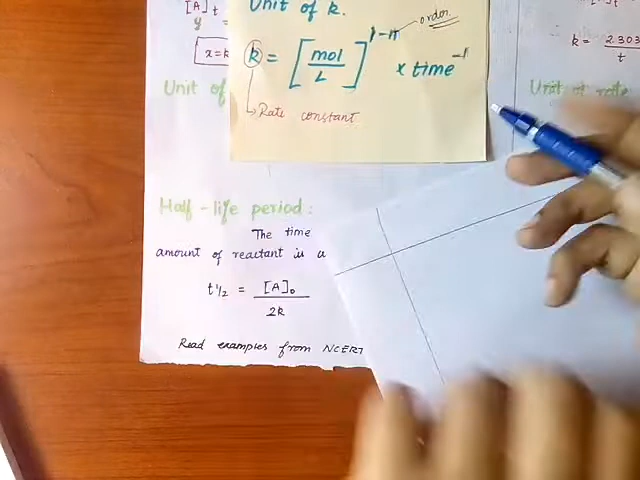 [A]t
y =
x=k
Unit of
Unit of k.
order
k = [mol/L]^1-n × time^-1
Rate constant
k = 2.303
t
Unit of rate
Half-life period:
The time
amount of reactant is
t1/2 = [A]₀
2k
Read examples from NCERT